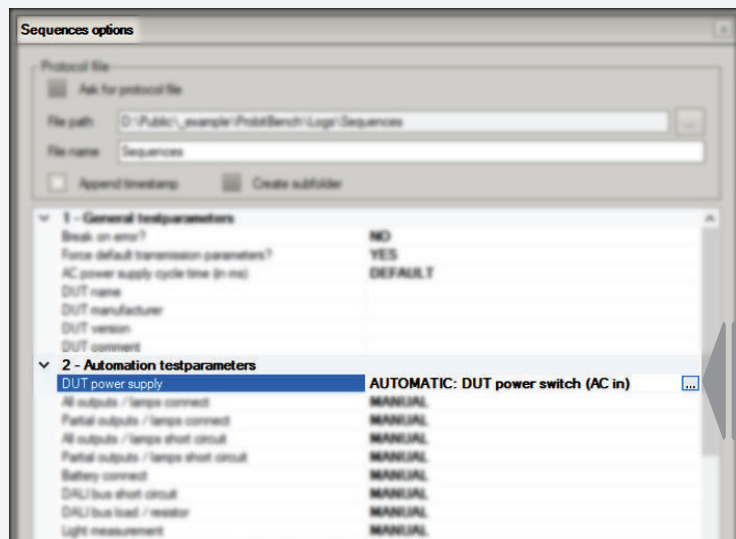 Sequences options
Protocol file
Ask for protocol file
File path D:\Public\_example\ProbitBench\Logs\Sequences ...
File name Sequences
Append timestamp Create subfolder
1 - General testparameters
Break on error? NO
Force default transmission parameters? YES
AC power supply cycle time (in ms) DEFAULT
DUT name
DUT manufacturer
DUT version
DUT comment
2 - Automation testparameters
DUT power supply AUTOMATIC: DUT power switch (AC in) ...
All outputs / lamps connect MANUAL
Partial outputs / lamps connect MANUAL
All outputs / lamps short circuit MANUAL
Partial outputs / lamps short circuit MANUAL
Battery connect MANUAL
DALI bus short circuit MANUAL
DALI bus load / resistor MANUAL
Light measurement MANUAL